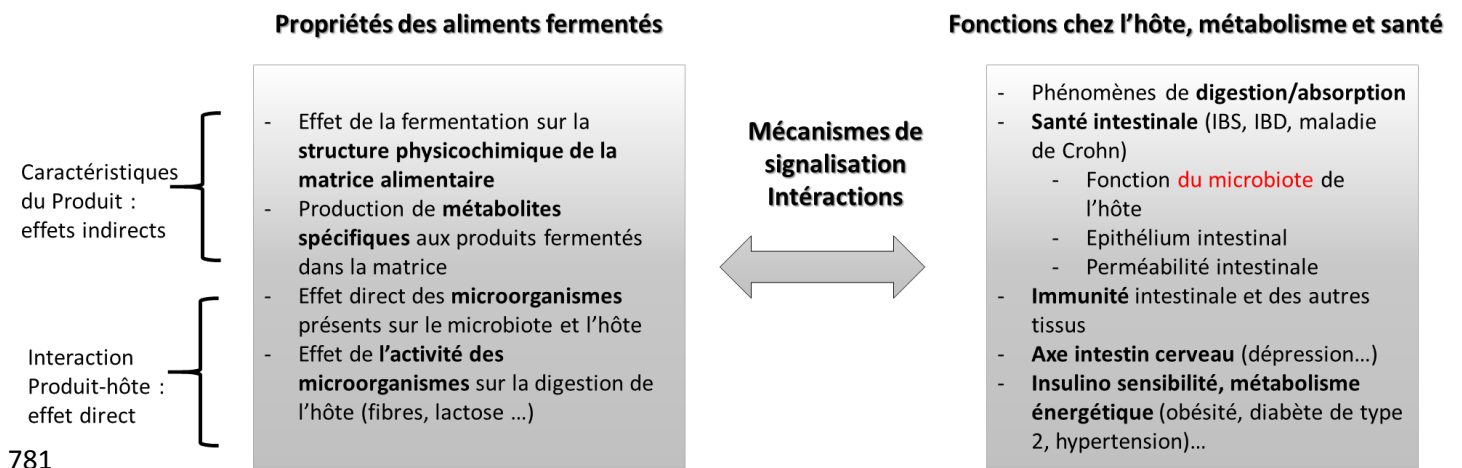 Propriétés des aliments fermentés
Fonctions chez l'hôte, métabolisme et santé
Caractéristiques
du Produit :
effets indirects
Interaction
Produit-hôte :
effet direct
- Effet de la fermentation sur la
structure physicochimique de la
matrice alimentaire
- Production de métabolites
spécifiques aux produits fermentés
dans la matrice
- Effet direct des microorganismes
présents sur le microbiote et l'hôte
- Effet de l'activité des
microorganismes sur la digestion de
l'hôte (fibres, lactose ...)
Mécanismes de
signalisation
Intéractions
- Phénomènes de digestion/absorption
- Santé intestinale (IBS, IBD, maladie
de Crohn)
- Fonction du microbiote de
l'hôte
- Epithélium intestinal
- Perméabilité intestinale
- Immunité intestinale et des autres
tissus
- Axe intestin cerveau (dépression...)
- Insulino sensibilité, métabolisme
énergétique (obésité, diabète de type
2, hypertension)...
781